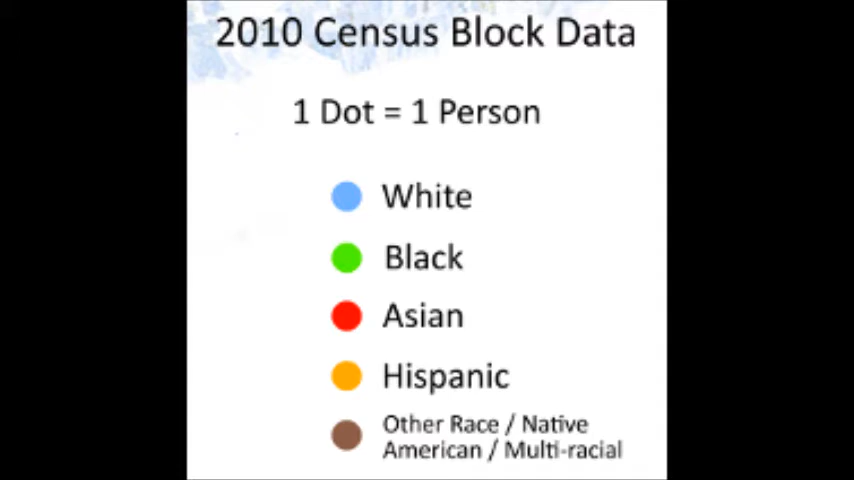 2010 Census Block Data
1 Dot = 1 Person
White
Black
Asian
Hispanic
Other Race / Native
American / Multi-racial